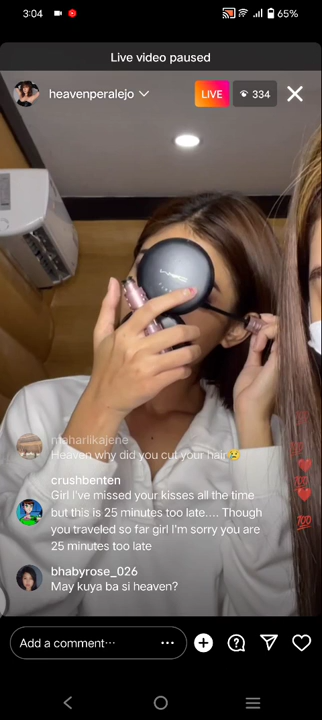 3:04
65%
Live video paused
heavenperalejo
LIVE
334
maharlikajene
Heaven why did you cut your hair😢
crushbenten
Girl I've missed your kisses all the time
but this is 25 minutes too late.... Though
you traveled so far girl I'm sorry you are
25 minutes too late
bhabyrose_026
May kuya ba si heaven?
Add a comment...